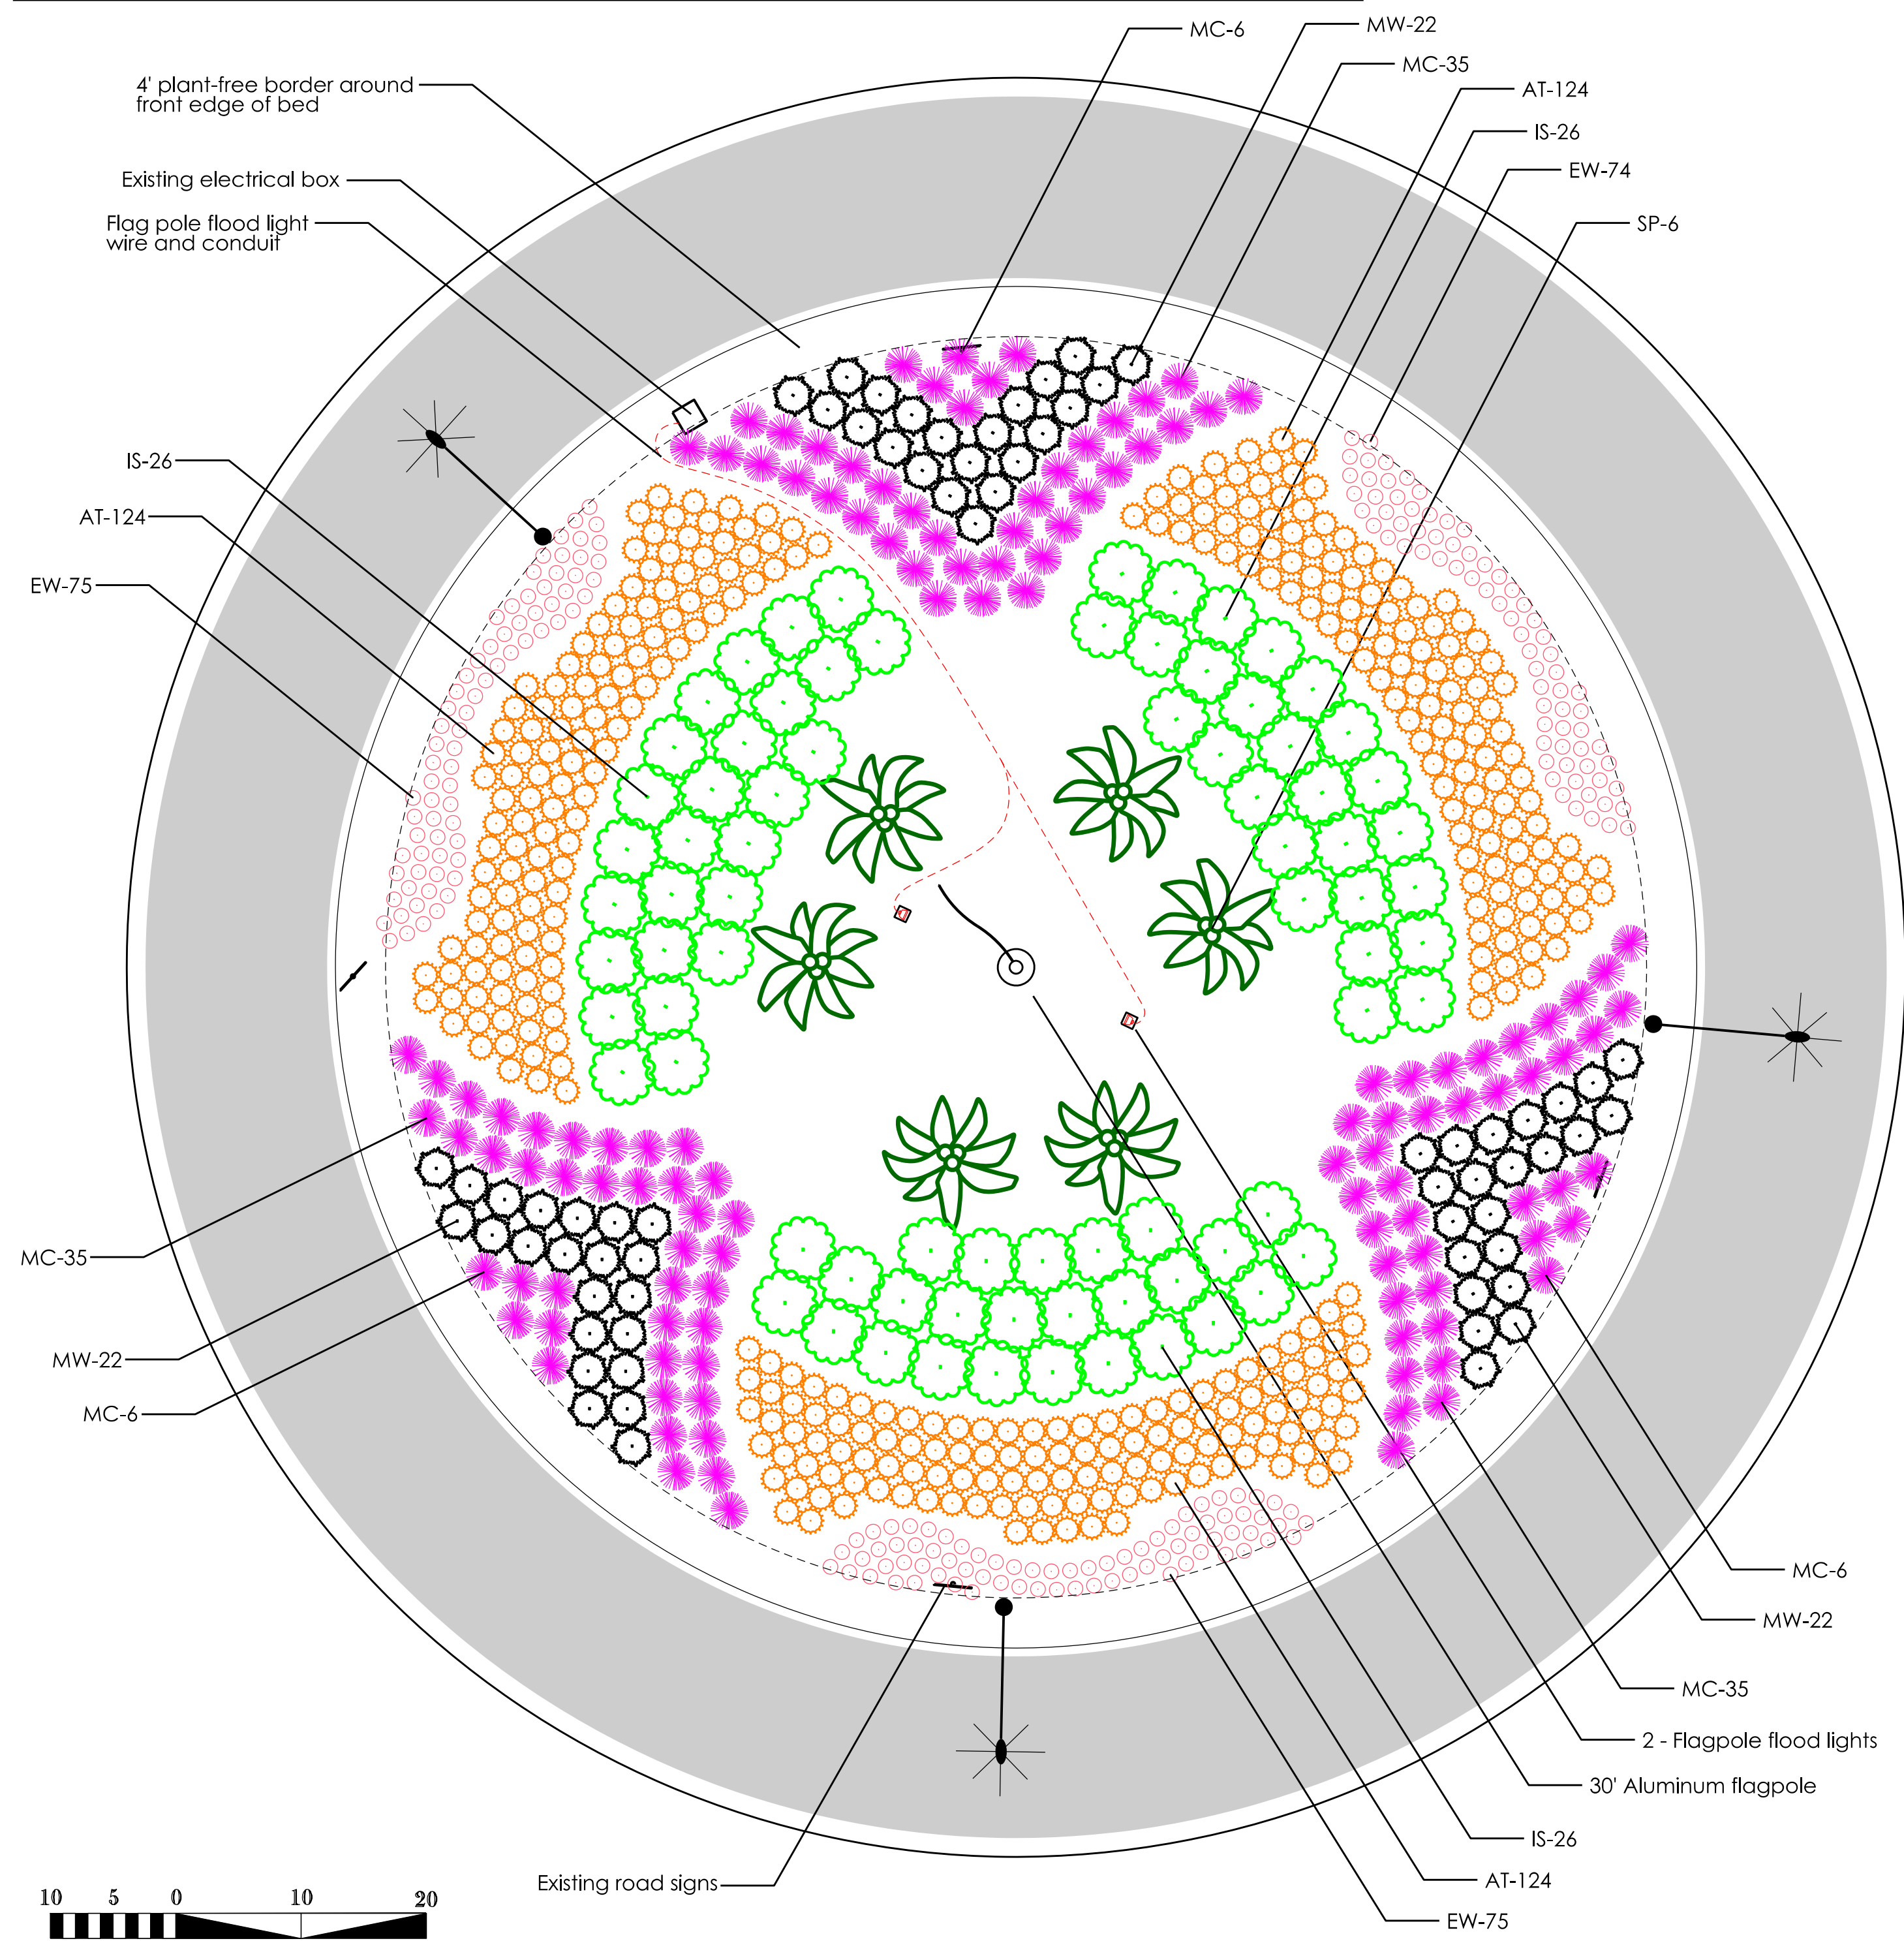 MC-6
MW-22
MC-35
AT-124
IS-26
EW-74
SP-6
4' plant-free border around
front edge of bed
Existing electrical box
Flag pole flood light
wire and conduit
IS-26
AT-124
EW-75
MC-35
MW-22
MC-6
MC-6
MW-22
MC-35
2 - Flagpole flood lights
30' Aluminum flagpole
IS-26
AT-124
EW-75
Existing road signs
10 5 0 10 20